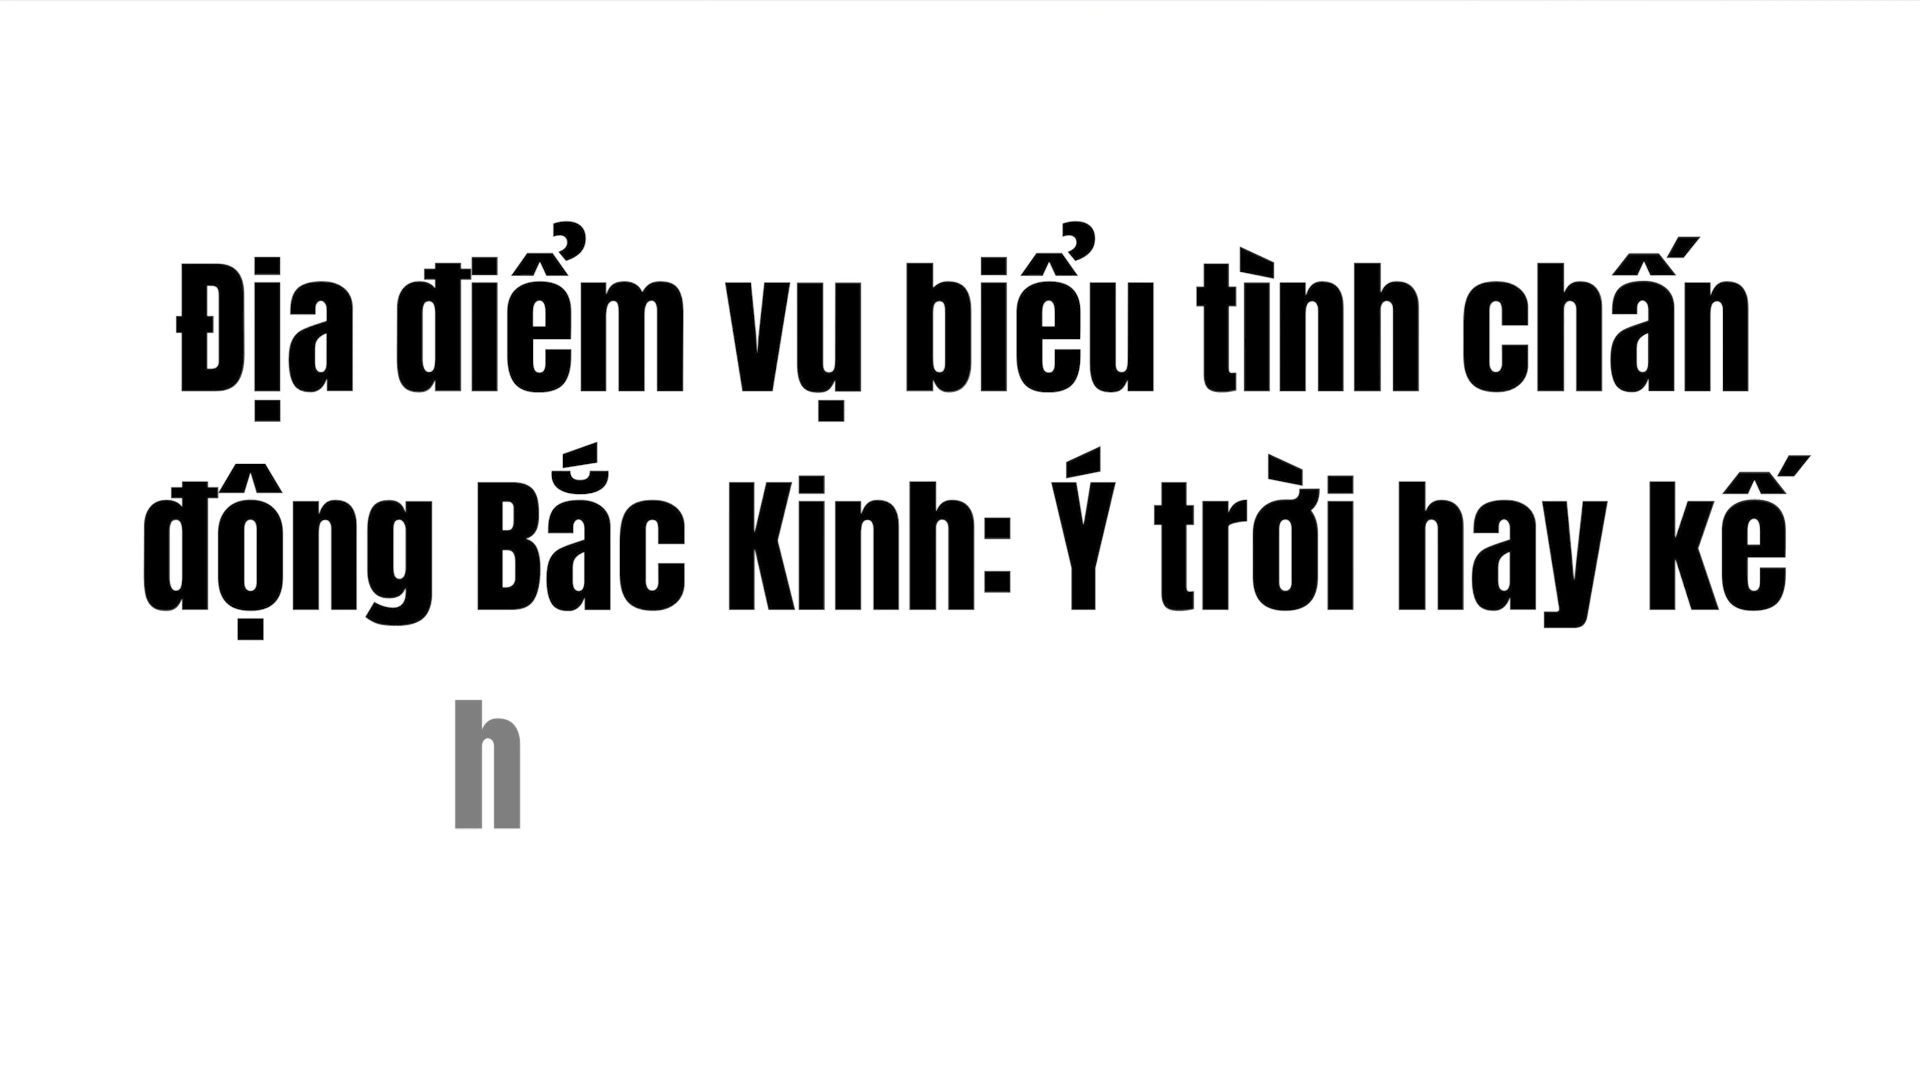 Địa điểm vụ biểu tình chấn
động Bắc Kinh: Ý trời hay kế
h